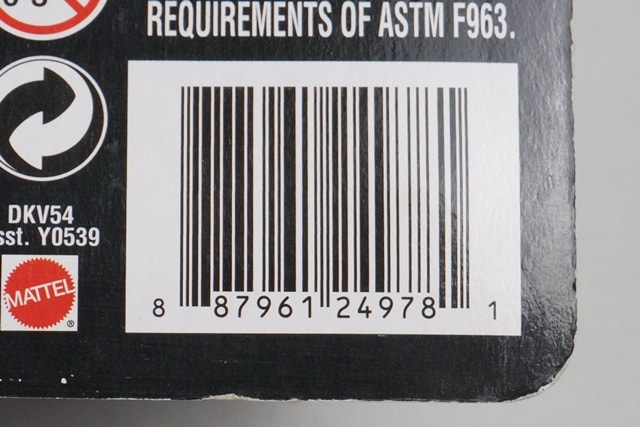 REQUIREMENTS OF ASTM F963.
DKV54
sst. Y0539
MATTEL
®
8 87961 24978 1